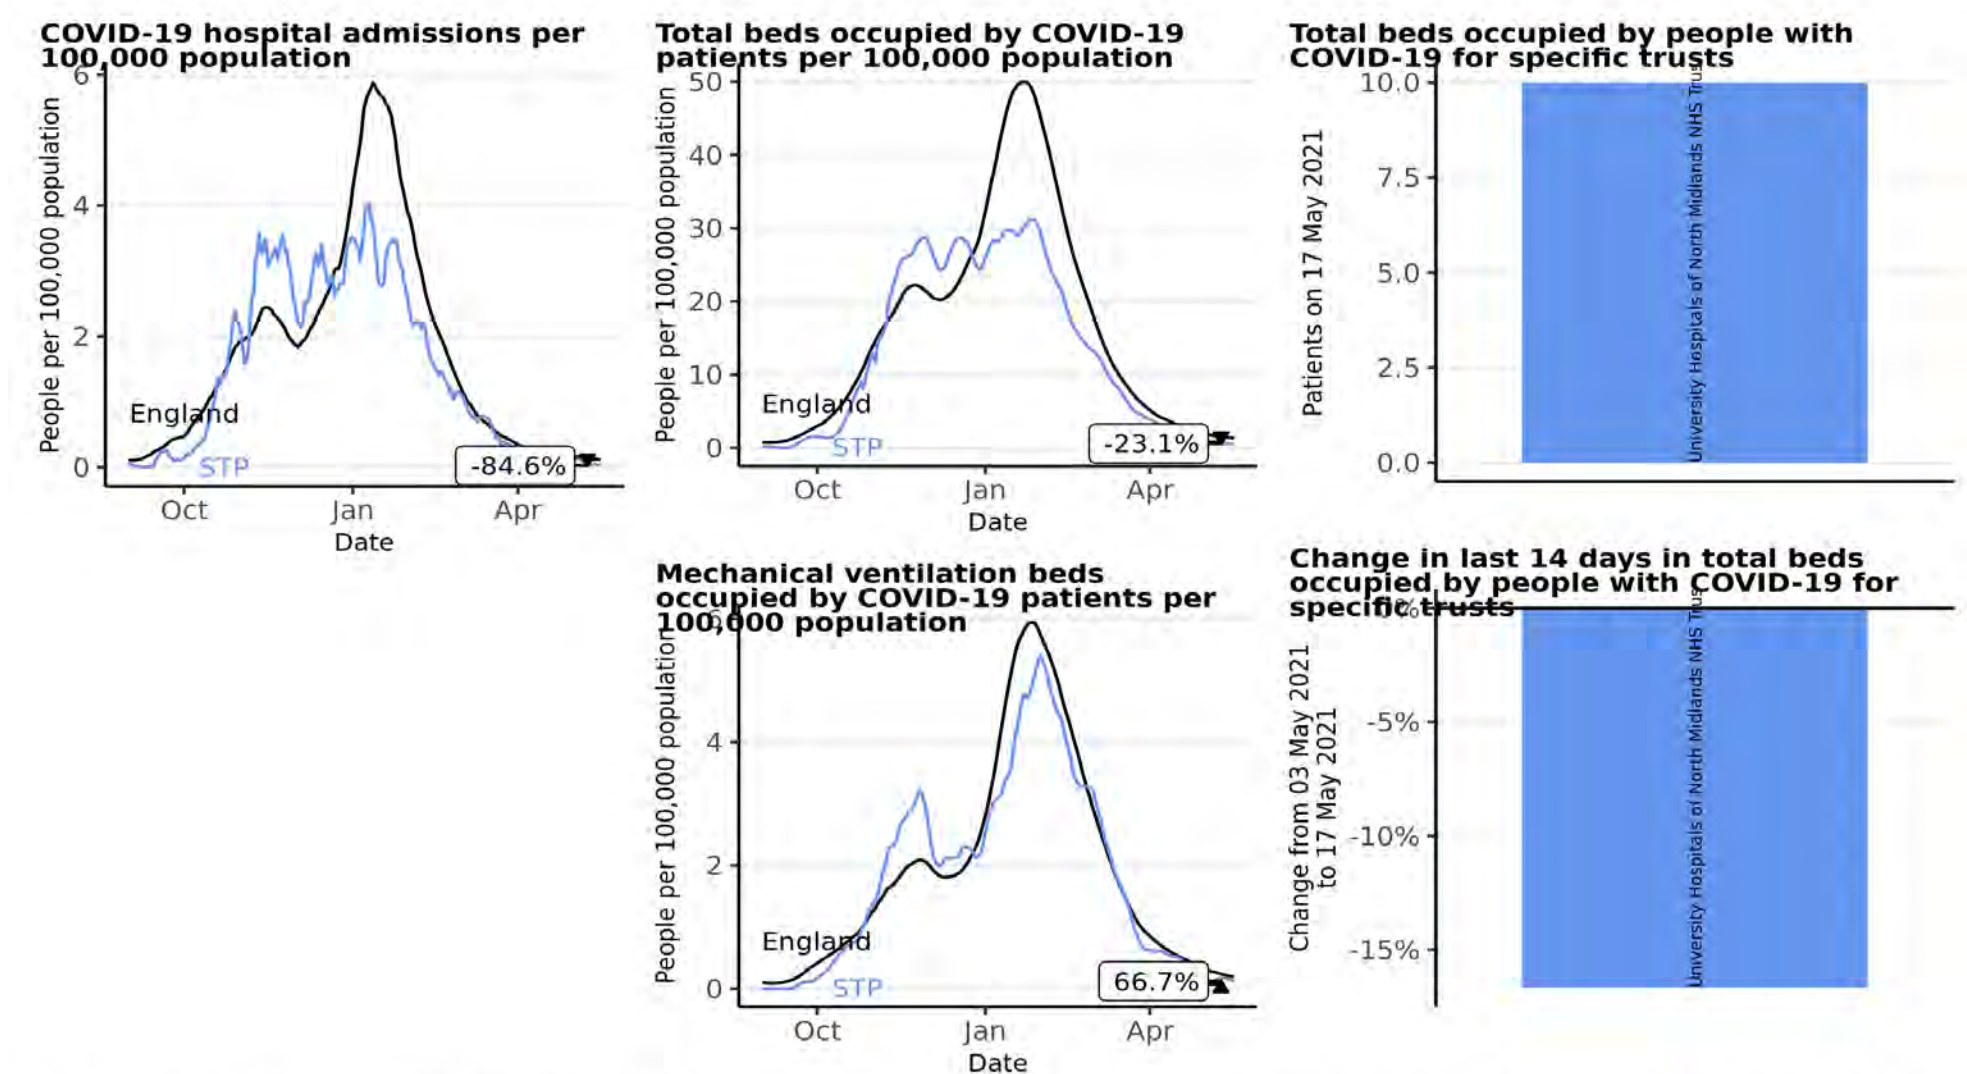 COVID-19 hospital admissions per
100,000 population
People per 100,000 population
6
4
2
0
England
STP
-84.6%
Oct
Jan
Apr
Date
Total beds occupied by COVID-19
patients per 100,000 population
People per 100,000 population
50
40
30
20
10
0
England
STP
-23.1%
Oct
Jan
Apr
Date
Total beds occupied by people with
COVID-19 for specific trusts
Patients on 17 May 2021
10.0
7.5
5.0
2.5
0.0
University Hospitals of North Midlands NHS Trus
Mechanical ventilation beds
occupied by COVID-19 patients per
100,000 population
People per 100,000 population
6
4
2
0
England
STP
66.7%
Oct
Jan
Apr
Date
Change in last 14 days in total beds
occupied by people with COVID-19 for
specific trusts
Change from 03 May 2021
to 17 May 2021
0%
-5%
-10%
-15%
University Hospitals of North Midlands NHS Trus